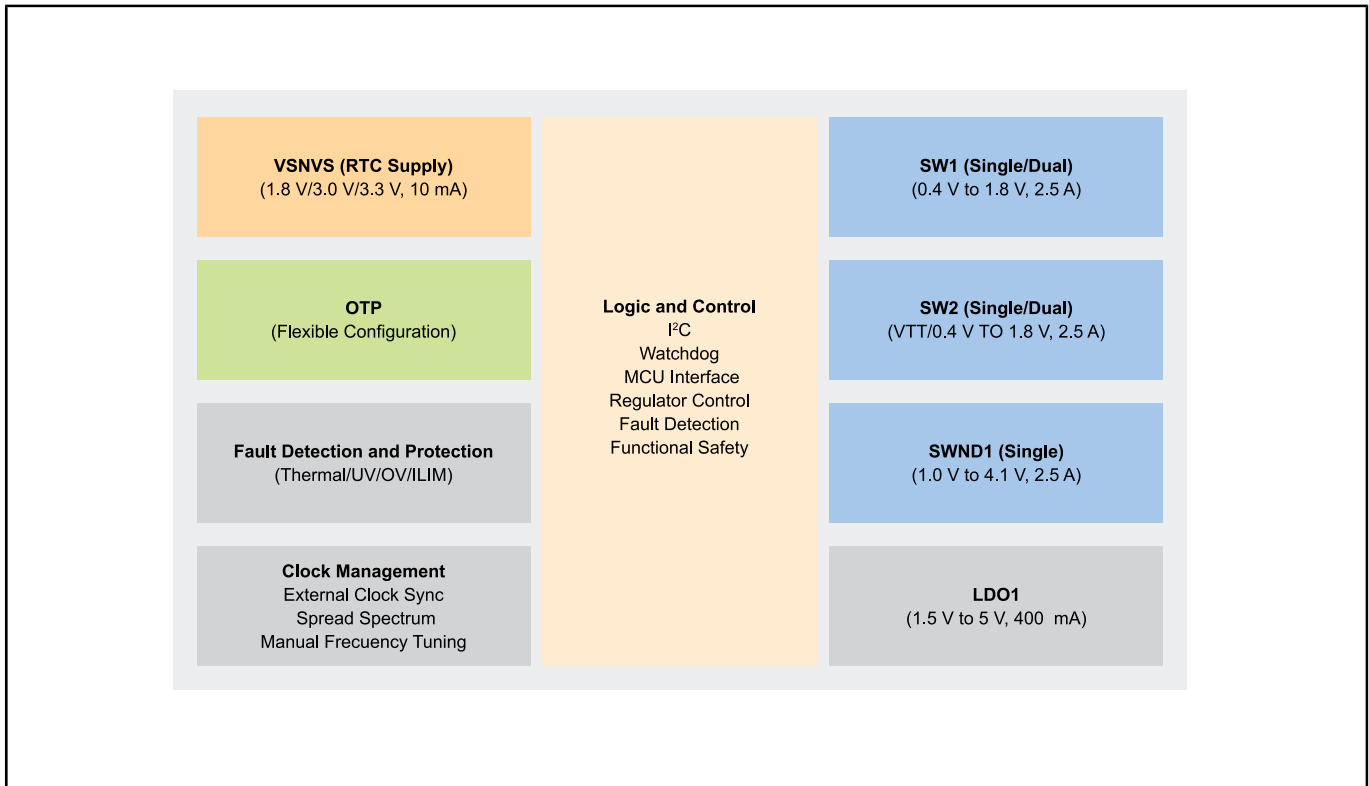 VSNVS (RTC Supply)
(1.8 V/3.0 V/3.3 V, 10 mA)
OTP
(Flexible Configuration)
Fault Detection and Protection
(Thermal/UV/OV/ILIM)
Clock Management
External Clock Sync
Spread Spectrum
Manual Frecuency Tuning
Logic and Control
I²C
Watchdog
MCU Interface
Regulator Control
Fault Detection
Functional Safety
SW1 (Single/Dual)
(0.4 V to 1.8 V, 2.5 A)
SW2 (Single/Dual)
(VTT/0.4 V TO 1.8 V, 2.5 A)
SWND1 (Single)
(1.0 V to 4.1 V, 2.5 A)
LDO1
(1.5 V to 5 V, 400 mA)